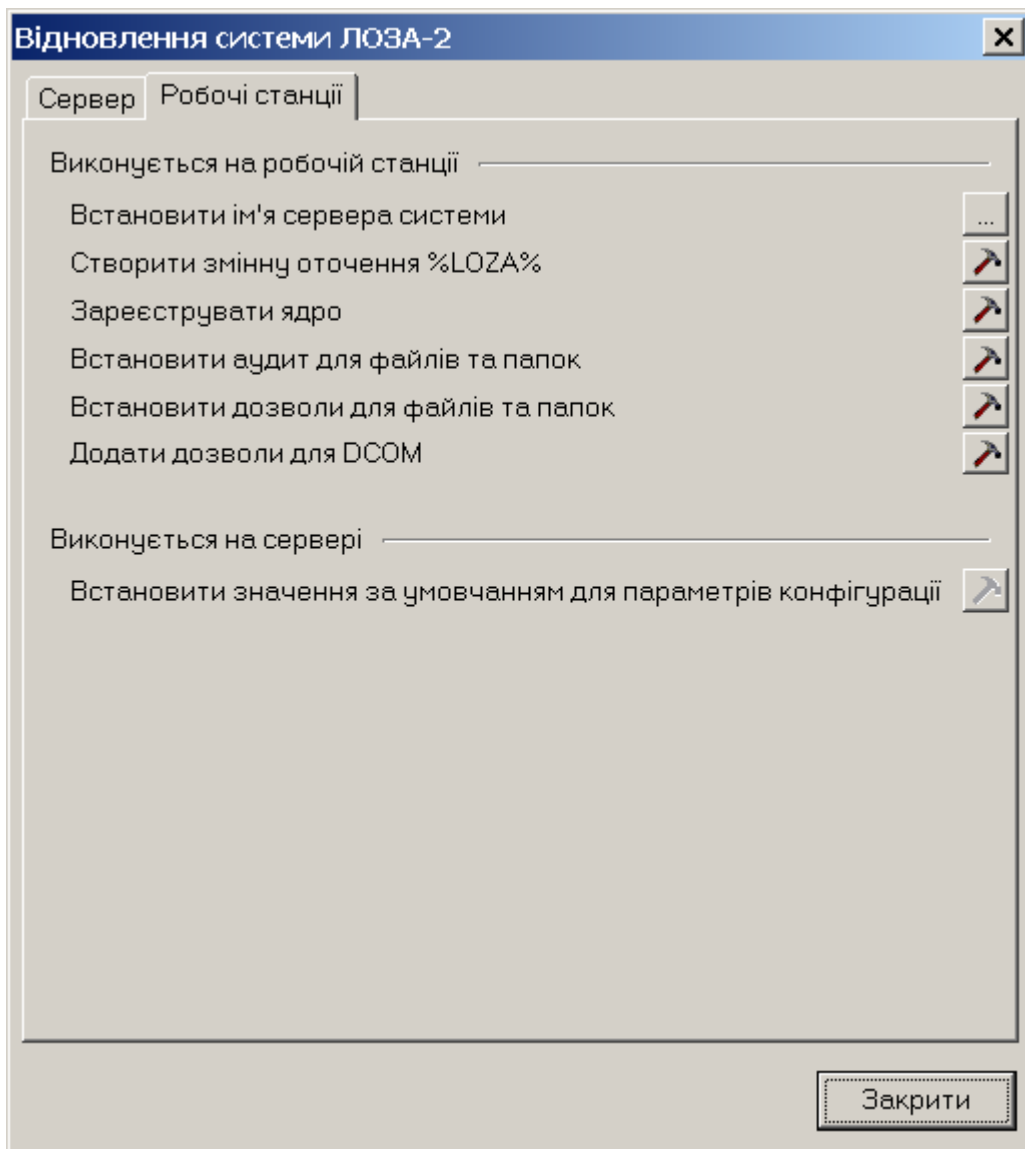 Відновлення системи ЛОЗА-2
Сервер
Робочі станції
Виконується на робочій станції
Встановити ім'я сервера системи
...
Створити змінну оточення %LOZA%
Зареєструвати ядро
Встановити аудит для файлів та папок
Встановити дозволи для файлів та папок
Додати дозволи для DCOM
Виконується на сервері
Встановити значення за умовчанням для параметрів конфігурації
Закрити